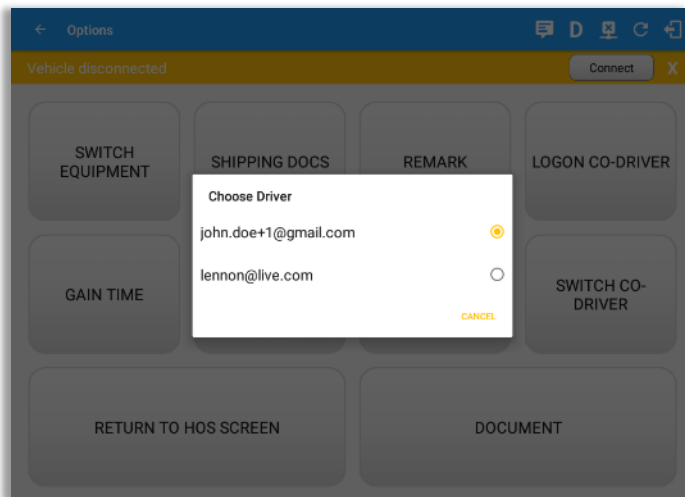 Options
D
Vehicle disconnected
Connect
X
SWITCH
EQUIPMENT
SHIPPING DOCS
REMARK
LOGON CO-DRIVER
Choose Driver
john.doe+1@gmail.com
lennon@live.com
CANCEL
GAIN TIME
SWITCH CO-
DRIVER
RETURN TO HOS SCREEN
DOCUMENT